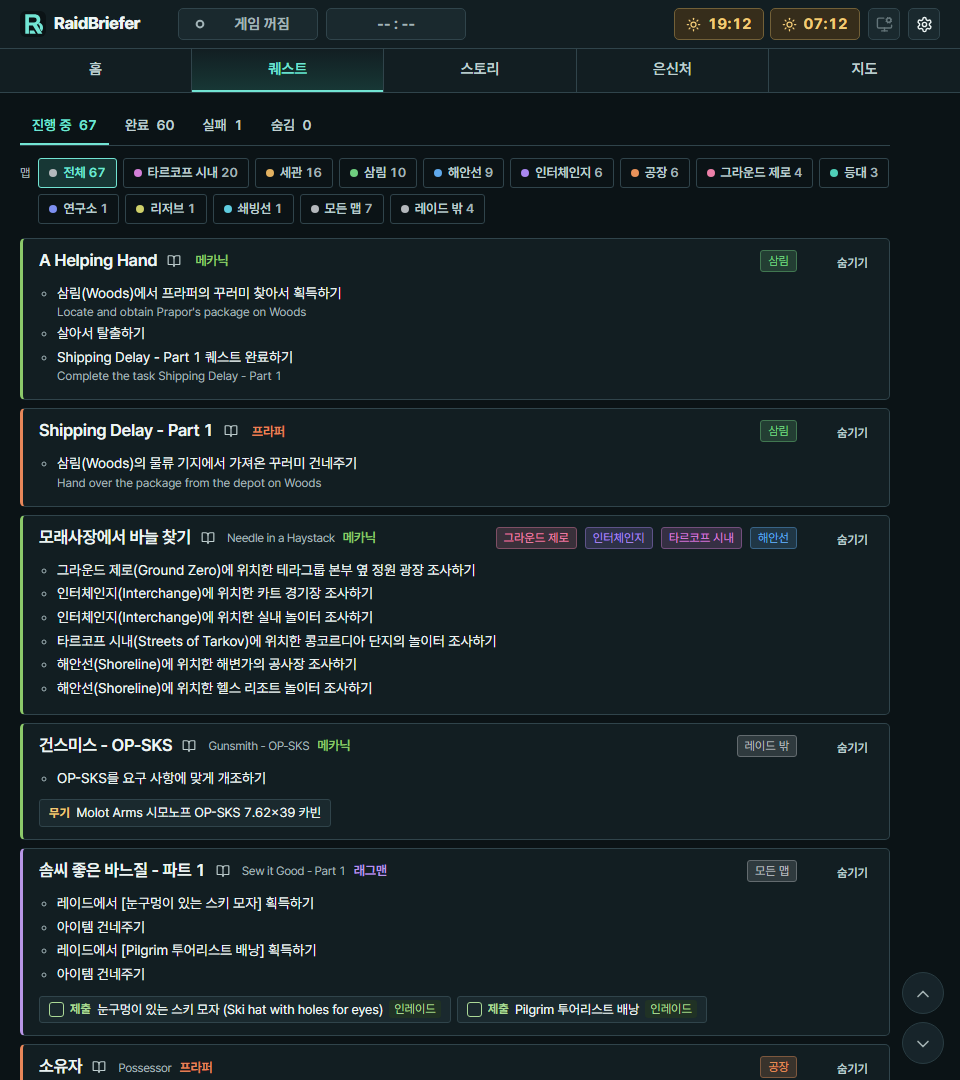 RaidBriefer 게임 꺼짐 --:-- 19:12 07:12
홈 퀘스트 스토리 은신처 지도
진행 중 67 완료 60 실패 1 숨김 0
맵 전체 67 타르코프 시내 20 세관 16 삼림 10 해안선 9 인터체인지 6 공장 6 그라운드 제로 4 등대 3
연구소 1 리저브 1 쇄빙선 1 모든 맵 7 레이드 밖 4
A Helping Hand 메카닉 삼림 숨기기
삼림(Woods)에서 프라퍼의 꾸러미 찾아서 획득하기
Locate and obtain Prapor's package on Woods
살아서 탈출하기
Shipping Delay - Part 1 퀘스트 완료하기
Complete the task Shipping Delay - Part 1
Shipping Delay - Part 1 프라퍼 삼림 숨기기
삼림(Woods)의 물류 기지에서 가져온 꾸러미 건네주기
Hand over the package from the depot on Woods
모래사장에서 바늘 찾기 Needle in a Haystack 메카닉 그라운드 제로 인터체인지 타르코프 시내 해안선 숨기기
그라운드 제로(Ground Zero)에 위치한 테라그룹 본부 옆 정원 광장 조사하기
인터체인지(Interchange)에 위치한 카트 경기장 조사하기
인터체인지(Interchange)에 위치한 실내 놀이터 조사하기
타르코프 시내(Streets of Tarkov)에 위치한 콩코르디아 단지의 놀이터 조사하기
해안선(Shoreline)에 위치한 해변가의 공사장 조사하기
해안선(Shoreline)에 위치한 헬스 리조트 놀이터 조사하기
건스미스 - OP-SKS Gunsmith - OP-SKS 메카닉 레이드 밖 숨기기
OP-SKS를 요구 사항에 맞게 개조하기
무기 Molot Arms 시모노프 OP-SKS 7.62×39 카빈
솜씨 좋은 바느질 - 파트 1 Sew it Good - Part 1 래그맨 모든 맵 숨기기
레이드에서 [눈구멍이 있는 스키 모자] 획득하기
아이템 건네주기
레이드에서 [Pilgrim 투어리스트 배낭] 획득하기
아이템 건네주기
제출 눈구멍이 있는 스키 모자 (Ski hat with holes for eyes) 인레이드 제출 Pilgrim 투어리스트 배낭 인레이드
소유자 Possessor 프라퍼 공장 숨기기